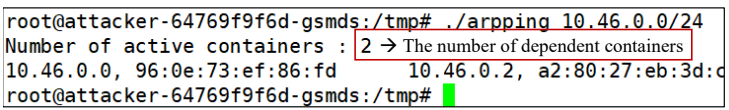 root@attacker-64769f9f6d-gsmds:/tmp# ./arpping 10.46.0.0/24
Number of active containers : 2 → The number of dependent containers
10.46.0.0, 96:0e:73:ef:86:fd 10.46.0.2, a2:80:27:eb:3d:c
root@attacker-64769f9f6d-gsmds:/tmp#